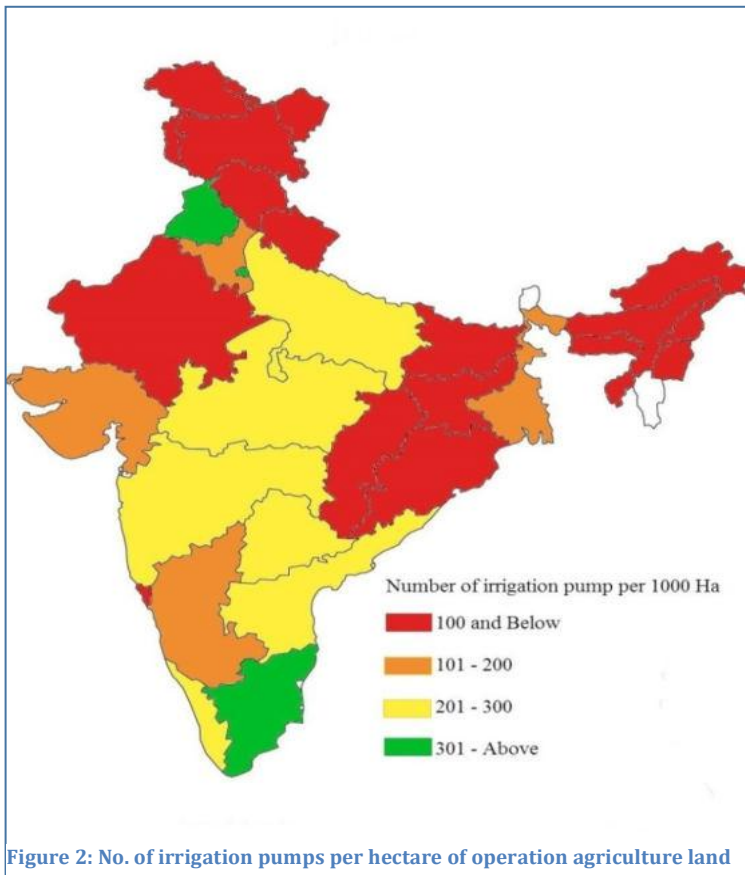 Number of irrigation pump per 1000 Ha
100 and Below
101 - 200
201 - 300
301 - Above
Figure 2: No. of irrigation pumps per hectare of operation agriculture land